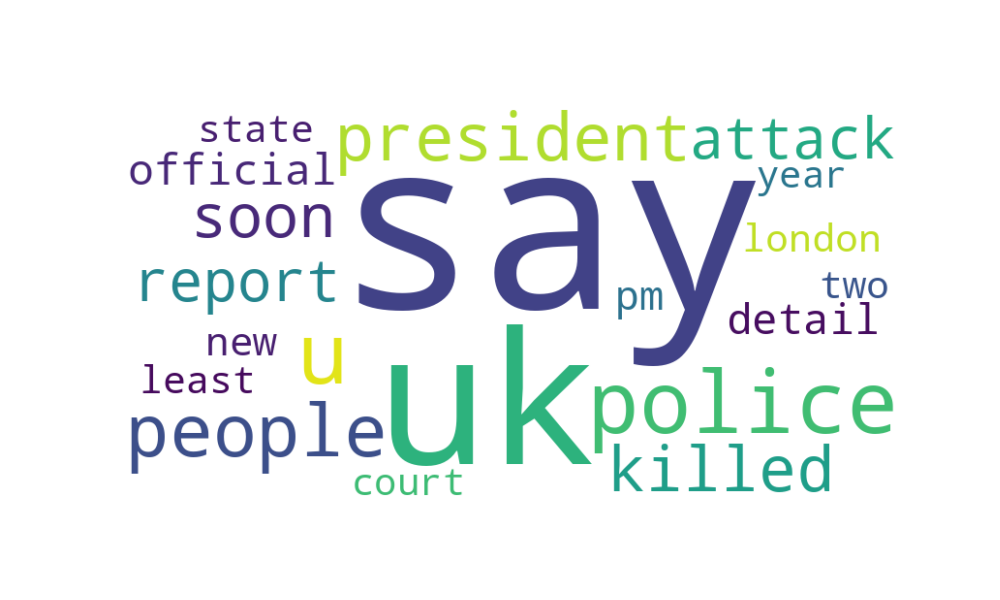 state president attack
official say year
soon london
report pm two
new u detail
least uk police
people killed
court